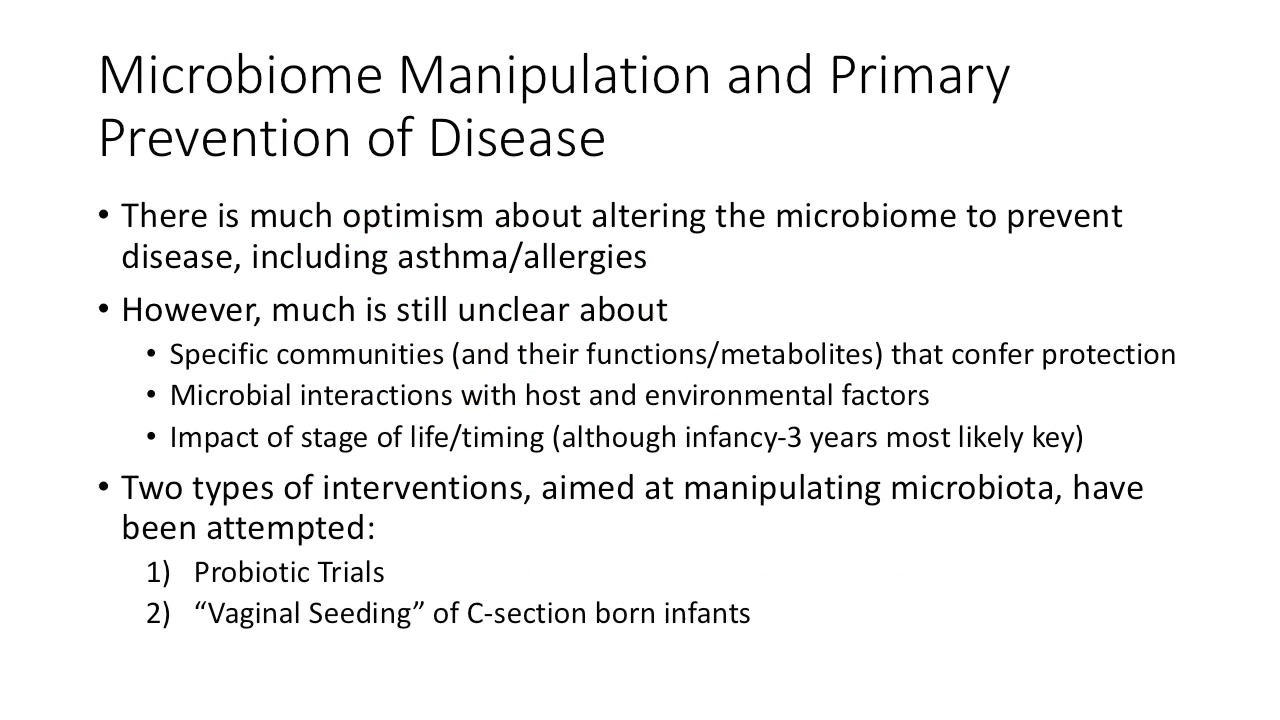 Microbiome Manipulation and Primary
Prevention of Disease
• There is much optimism about altering the microbiome to prevent
disease, including asthma/allergies
• However, much is still unclear about
• Specific communities (and their functions/metabolites) that confer protection
• Microbial interactions with host and environmental factors
• Impact of stage of life/timing (although infancy-3 years most likely key)
• Two types of interventions, aimed at manipulating microbiota, have
been attempted:
1) Probiotic Trials
2) “Vaginal Seeding” of C-section born infants